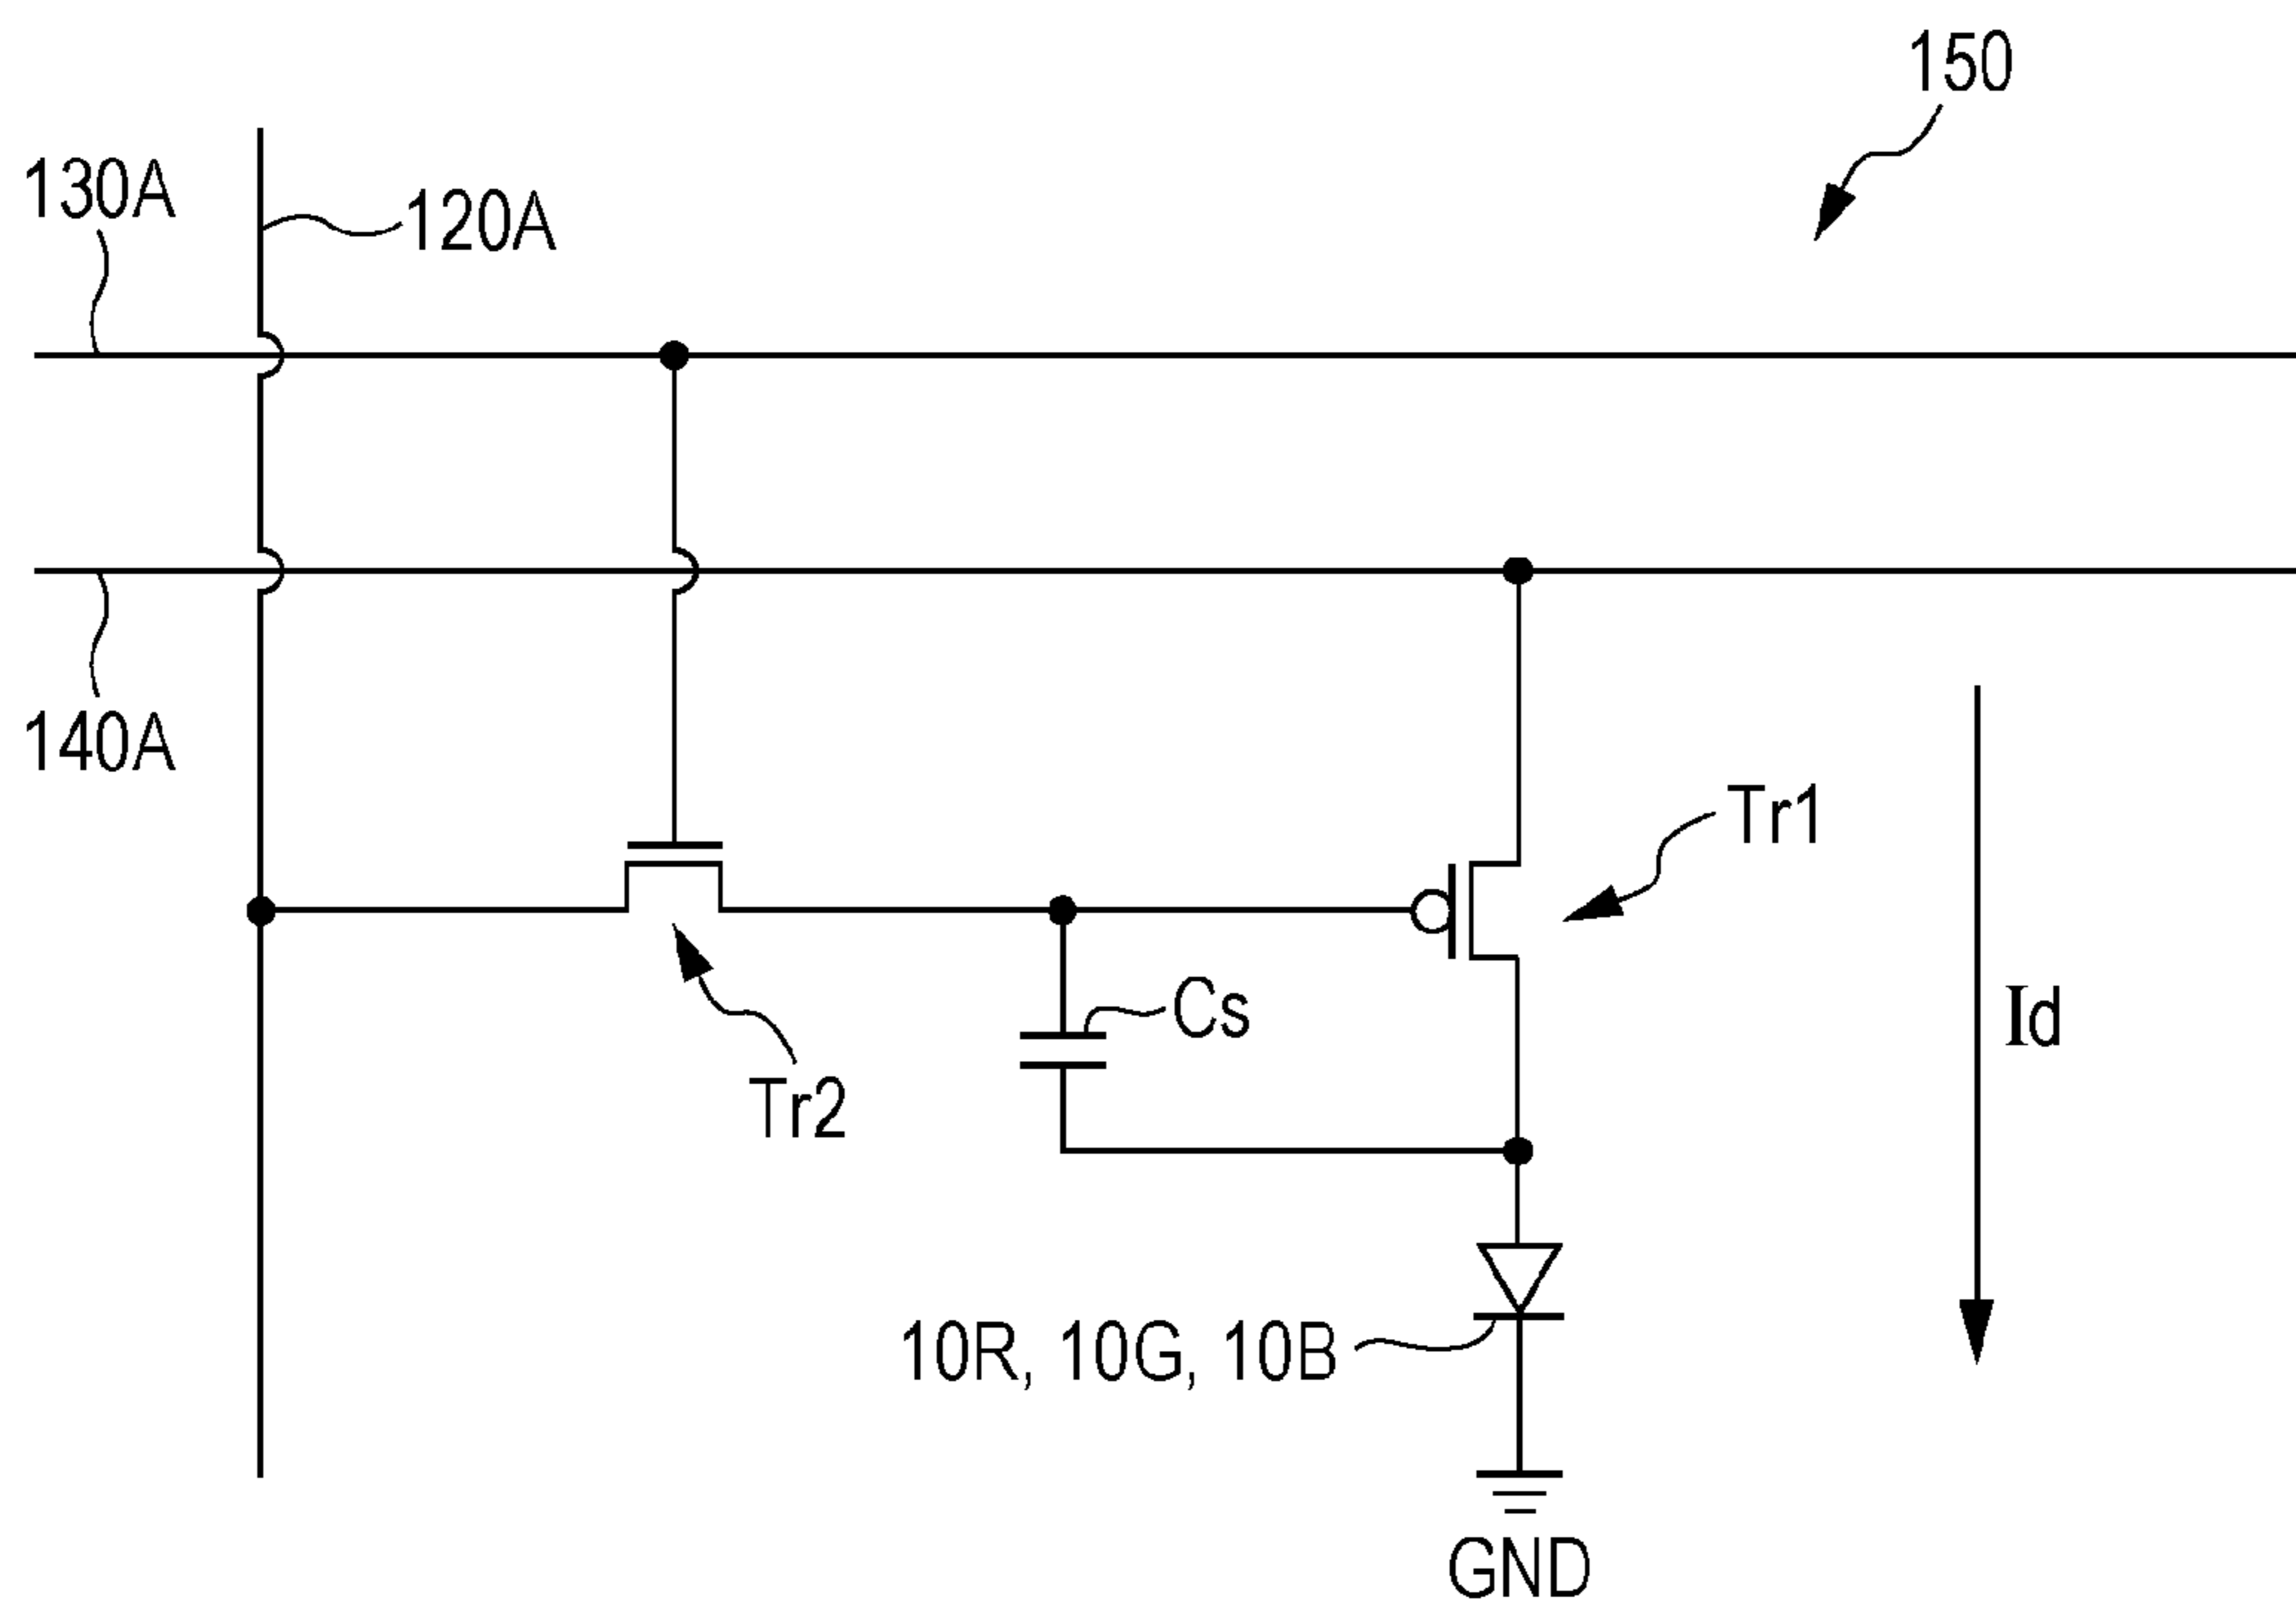 150
130A
120A
140A
Tr1
Cs
Id
Tr2
10R, 10G, 10B
GND